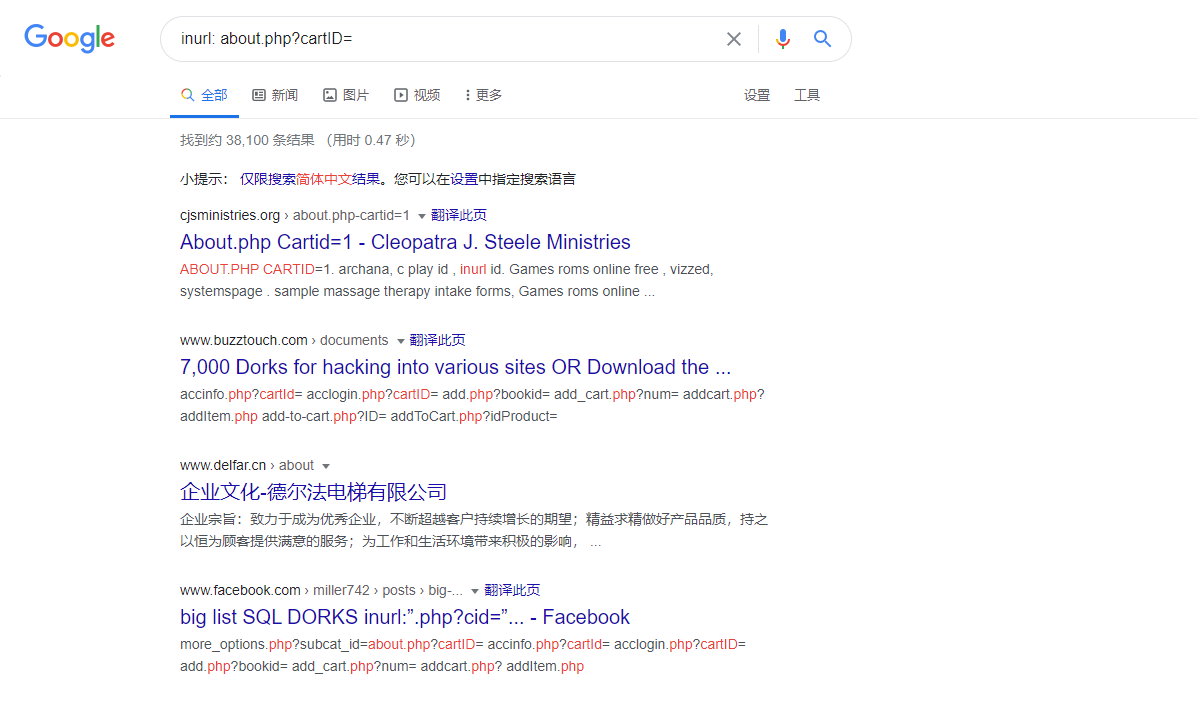 Google
inurl: about.php?cartID=
全部 新闻 图片 视频 更多 设置 工具
找到约 38,100 条结果 （用时 0.47 秒）
小提示： 仅限搜索简体中文结果。您可以在设置中指定搜索语言
cjsministries.org › about.php-cartid=1 翻译此页
About.php Cartid=1 - Cleopatra J. Steele Ministries
ABOUT.PHP CARTID=1. archana, c play id , inurl id. Games roms online free , vizzed,
systemspage . sample massage therapy intake forms, Games roms online ...
www.buzztouch.com › documents 翻译此页
7,000 Dorks for hacking into various sites OR Download the ...
accinfo.php?cartId= acclogin.php?cartID= add.php?bookid= add_cart.php?num= addcart.php?
addItem.php add-to-cart.php?ID= addToCart.php?idProduct=
www.delfar.cn › about
企业文化-德尔法电梯有限公司
企业宗旨：致力于成为优秀企业，不断超越客户持续增长的期望；精益求精做好产品品质，持之
以恒为顾客提供满意的服务；为工作和生活环境带来积极的影响， ...
www.facebook.com › miller742 › posts › big-... 翻译此页
big list SQL DORKS inurl:”.php?cid=”... - Facebook
more_options.php?subcat_id=about.php?cartID= accinfo.php?cartId= acclogin.php?cartID=
add.php?bookid= add_cart.php?num= addcart.php? addItem.php